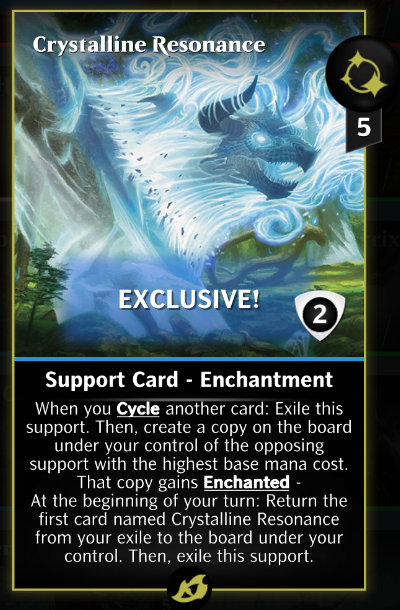 Crystalline Resonance
5
EXCLUSIVE!
2
Support Card - Enchantment
When you Cycle another card: Exile this
support. Then, create a copy on the board
under your control of the opposing
support with the highest base mana cost.
That copy gains Enchanted -
At the beginning of your turn: Return the
first card named Crystalline Resonance
from your exile to the board under your
control. Then, exile this support.